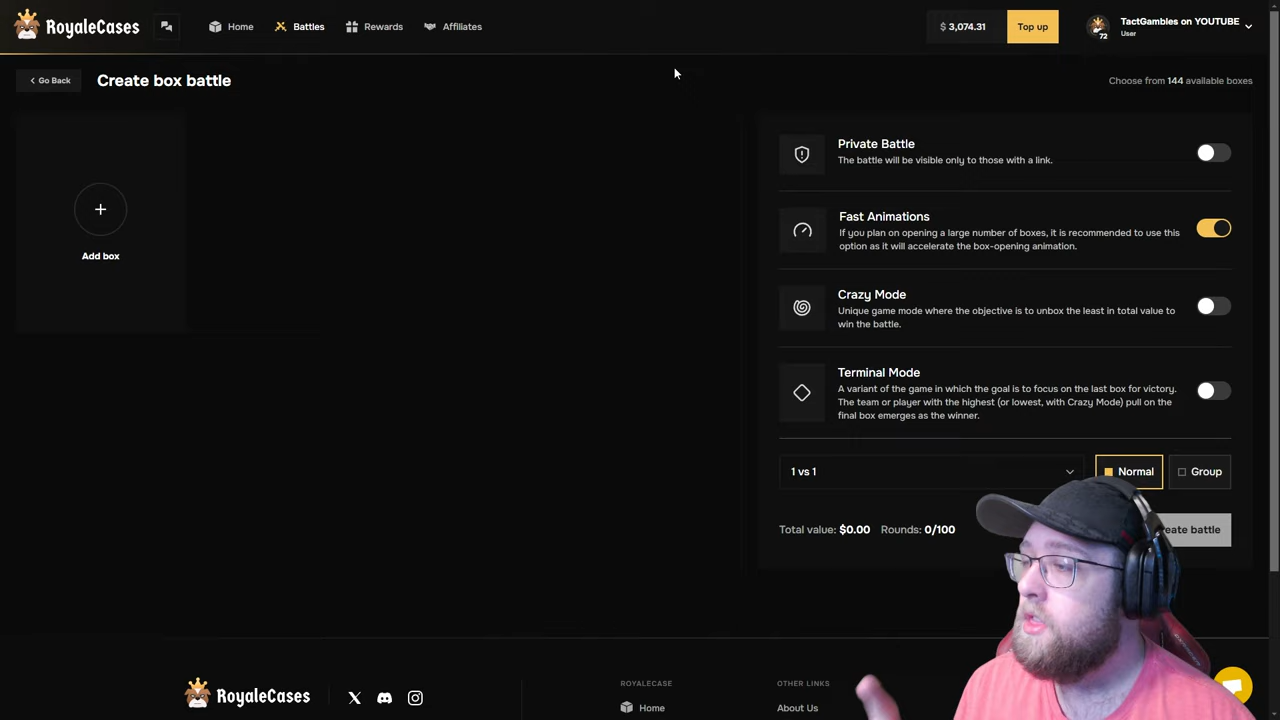 RoyaleCases
Home
Battles
Rewards
Affiliates
$ 3,074.31
Top up
72
TactGambles on YOUTUBE
User
Go Back
Create box battle
Choose from 144 available boxes
Add box
Private Battle
The battle will be visible only to those with a link.
Fast Animations
If you plan on opening a large number of boxes, it is recommended to use this
option as it will accelerate the box-opening animation.
Crazy Mode
Unique game mode where the objective is to unbox the least in total value to
win the battle.
Terminal Mode
A variant of the game in which the goal is to focus on the last box for victory.
The team or player with the highest (or lowest, with Crazy Mode) pull on the
final box emerges as the winner.
1 vs 1
Normal
Group
Total value: $0.00 Rounds: 0/100
eate battle
RoyaleCases
ROYALECASE
Home
OTHER LINKS
About Us